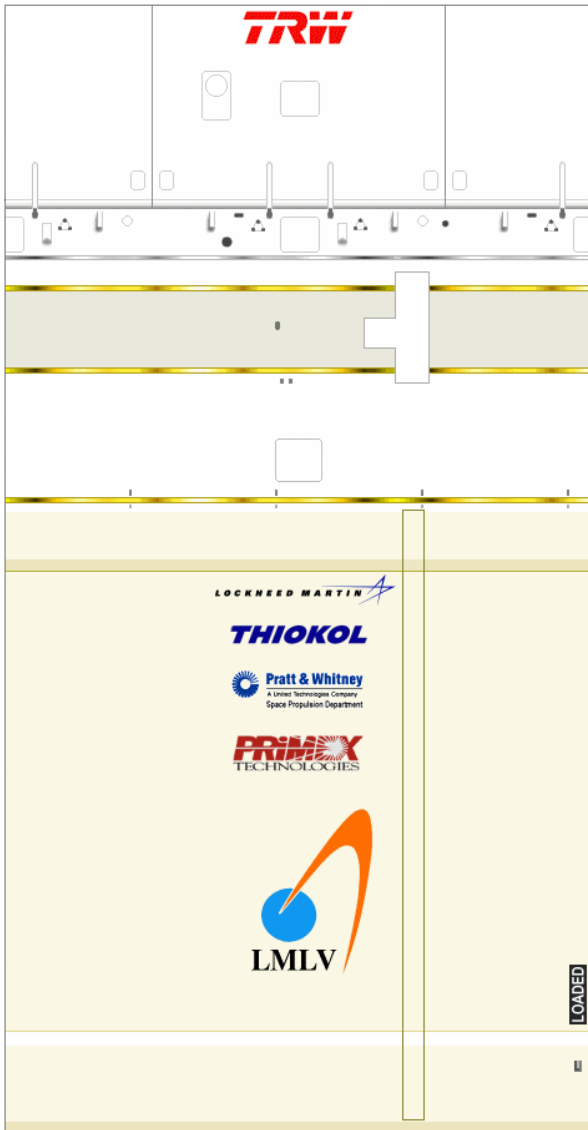 TRW
LOCKHEED MARTIN
THIOKOL
Pratt & Whitney
A United Technologies Company
Space Propulsion Department
PRIMEX
TECHNOLOGIES
LMLV
LOADED